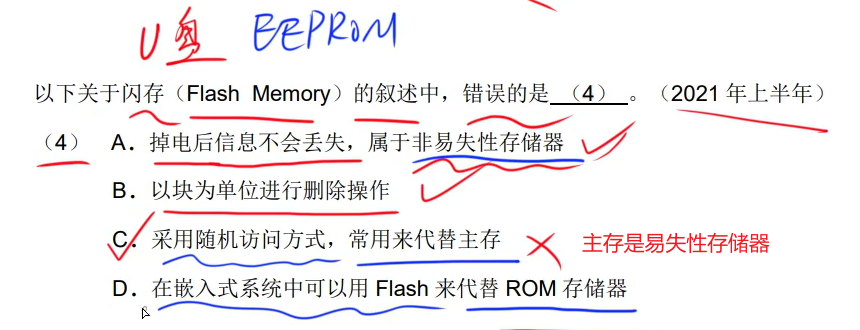 U盘 EEPROM
以下关于闪存（Flash Memory）的叙述中，错误的是 （4） 。（2021 年上半年）
（4） A．掉电后信息不会丢失，属于非易失性存储器
B．以块为单位进行删除操作
C．采用随机访问方式，常用来代替主存 主存是易失性存储器
D．在嵌入式系统中可以用 Flash 来代替 ROM 存储器